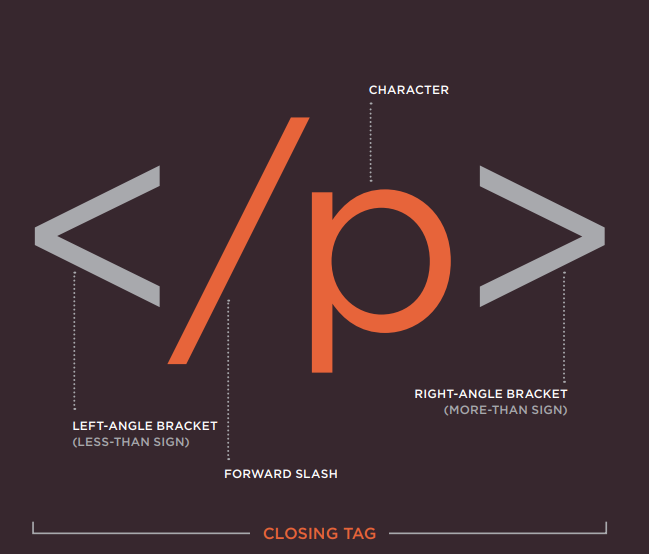 CHARACTER
</p>
RIGHT-ANGLE BRACKET
(MORE-THAN SIGN)
LEFT-ANGLE BRACKET
(LESS-THAN SIGN)
FORWARD SLASH
CLOSING TAG